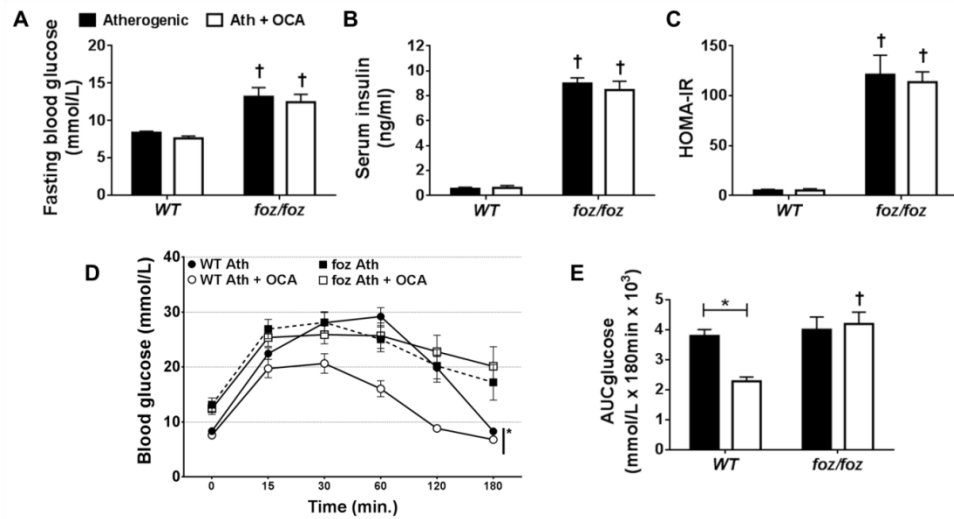 A
Atherogenic
Ath + OCA
Fasting blood glucose
(mmol/L)
20
15
10
5
0
†
†
WT
foz/foz
B
Serum insulin
(ng/ml)
12
10
8
6
4
2
0
†
†
WT
foz/foz
C
HOMA-IR
150
100
50
0
†
†
WT
foz/foz
D
WT Ath
foz Ath
WT Ath + OCA
foz Ath + OCA
Blood glucose (mmol/L)
40
30
20
10
0
*
0
15
30
60
120
180
Time (min.)
E
AUCglucose
(mmol/L x 180min x 10³)
5
4
3
2
1
0
*
†
WT
foz/foz